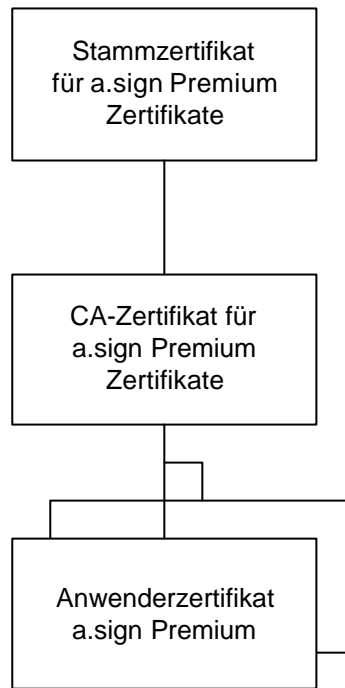 Stammzertifikat
für a.sign Premium
Zertifikate
CA-Zertifikat für
a.sign Premium
Zertifikate
Anwenderzertifikat
a.sign Premium